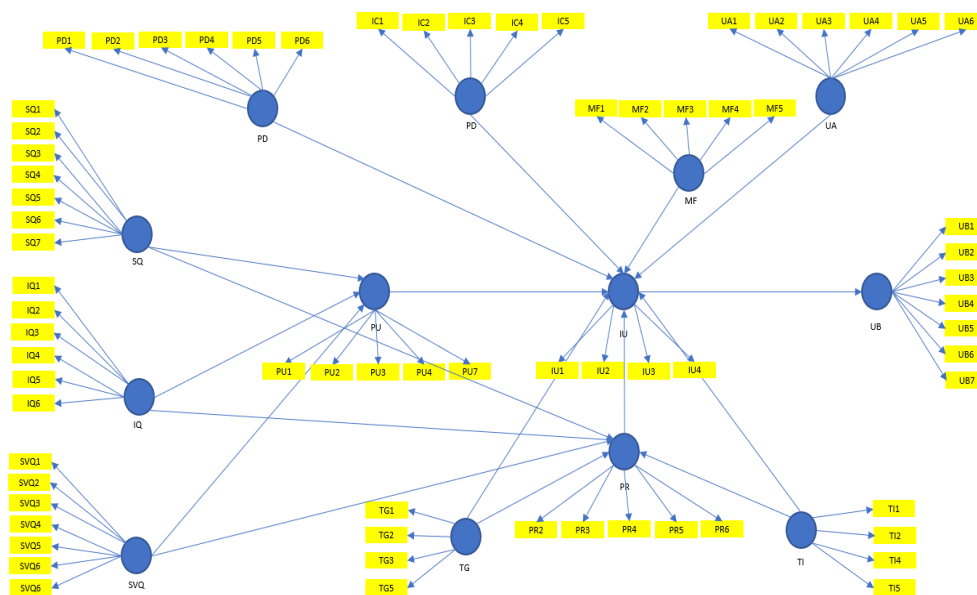 IC1 IC2 IC3 IC4 IC5
UA1 UA2 UA3 UA4 UA5 UA6
PD1 PD2 PD3 PD4 PD5 PD6
MF1 MF2 MF3 MF4 MF5
SQ1
SQ2
SQ3
SQ4
SQ5
SQ6
SQ7
PD
PD
UA
MF
SQ
UB1
UB2
UB3
UB4
UB5
UB6
UB7
IQ1
IQ2
IQ3
IQ4
IQ5
IQ6
PU
IU
UB
PU1 PU2 PU3 PU4 PU7
IU1 IU2 IU3 IU4
IQ
SVQ1
SVQ2
SVQ3
SVQ4
SVQ5
SVQ6
SVQ6
PR
TG1
TG2
TG3
TG5
PR2 PR3 PR4 PR5 PR6
TI1
TI2
TI4
TI5
SVQ
TG
TI